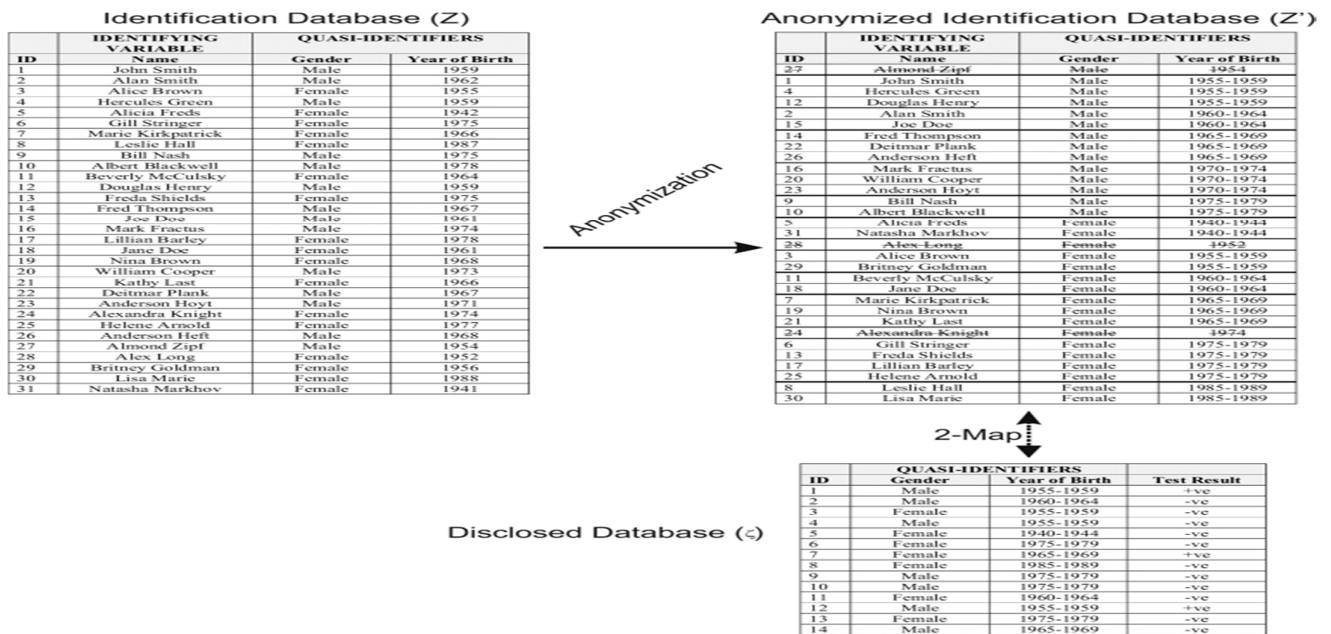 Identification Database (Z)
IDENTIFYING VARIABLE QUASI-IDENTIFIERS
ID Name Gender Year of Birth
1 John Smith Male 1959
2 Alan Smith Male 1962
3 Alice Brown Female 1955
4 Hercules Green Male 1959
5 Alicia Freds Female 1942
6 Gill Stringer Female 1975
7 Marie Kirkpatrick Female 1966
8 Leslie Hall Female 1987
9 Bill Nash Male 1975
10 Albert Blackwell Male 1978
11 Beverly McCulsky Female 1964
12 Douglas Henry Male 1959
13 Freda Shields Female 1975
14 Fred Thompson Male 1967
15 Joe Doe Male 1961
16 Mark Fractus Male 1974
17 Lillian Barley Female 1978
18 Jane Doe Female 1961
19 Nina Brown Female 1968
20 William Cooper Male 1973
21 Kathy Last Female 1966
22 Deitmar Plank Male 1967
23 Anderson Hoyt Male 1971
24 Alexandra Knight Female 1974
25 Helene Arnold Female 1977
26 Anderson Heft Male 1968
27 Almond Zipf Male 1954
28 Alex Long Female 1952
29 Britney Goldman Female 1956
30 Lisa Marie Female 1988
31 Natasha Markhov Female 1941
Anonymization
Anonymized Identification Database (Z’)
IDENTIFYING VARIABLE QUASI-IDENTIFIERS
ID Name Gender Year of Birth
27 Almond Zipf Male 1954
1 John Smith Male 1955-1959
4 Hercules Green Male 1955-1959
12 Douglas Henry Male 1955-1959
2 Alan Smith Male 1960-1964
15 Joe Doe Male 1960-1964
14 Fred Thompson Male 1965-1969
22 Deitmar Plank Male 1965-1969
26 Anderson Heft Male 1965-1969
16 Mark Fractus Male 1970-1974
20 William Cooper Male 1970-1974
23 Anderson Hoyt Male 1970-1974
9 Bill Nash Male 1975-1979
10 Albert Blackwell Male 1975-1979
5 Alicia Freds Female 1940-1944
31 Natasha Markhov Female 1940-1944
28 Alex Long Female 1952
3 Alice Brown Female 1955-1959
29 Britney Goldman Female 1955-1959
11 Beverly McCulsky Female 1960-1964
18 Jane Doe Female 1960-1964
7 Marie Kirkpatrick Female 1965-1969
19 Nina Brown Female 1965-1969
21 Kathy Last Female 1965-1969
24 Alexandra Knight Female 1974
6 Gill Stringer Female 1975-1979
13 Freda Shields Female 1975-1979
17 Lillian Barley Female 1975-1979
25 Helene Arnold Female 1975-1979
8 Leslie Hall Female 1985-1989
30 Lisa Marie Female 1985-1989
2-Map
Disclosed Database (ς)
QUASI-IDENTIFIERS
ID Gender Year of Birth Test Result
1 Male 1955-1959 +ve
2 Male 1960-1964 -ve
3 Female 1955-1959 -ve
4 Male 1955-1959 -ve
5 Female 1940-1944 -ve
6 Female 1975-1979 -ve
7 Female 1965-1969 +ve
8 Female 1985-1989 -ve
9 Male 1975-1979 -ve
10 Male 1975-1979 -ve
11 Female 1960-1964 -ve
12 Male 1955-1959 +ve
13 Female 1975-1979 -ve
14 Male 1965-1969 -ve